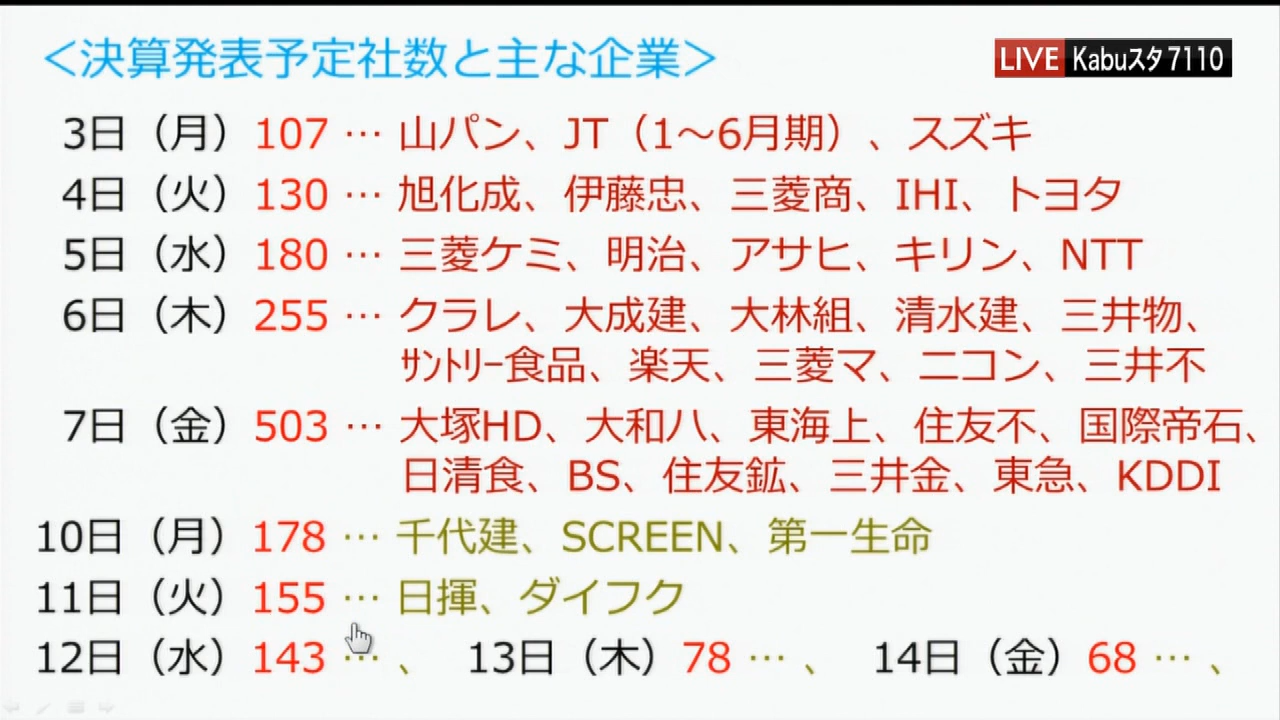 ＜決算発表予定社数と主な企業＞
LIVE Kabuスタ7110
3日（月）107 … 山パン、JT（1～6月期）、スズキ
4日（火）130 … 旭化成、伊藤忠、三菱商、IHI、トヨタ
5日（水）180 … 三菱ケミ、明治、アサヒ、キリン、NTT
6日（木）255 … クラレ、大成建、大林組、清水建、三井物、
ｻﾝﾄﾘｰ食品、楽天、三菱マ、ニコン、三井不
7日（金）503 … 大塚HD、大和ハ、東海上、住友不、国際帝石、
日清食、BS、住友鉱、三井金、東急、KDDI
10日（月）178 … 千代建、SCREEN、第一生命
11日（火）155 … 日揮、ダイフク
12日（水）143 … 、 13日（木）78 … 、 14日（金）68 … 、